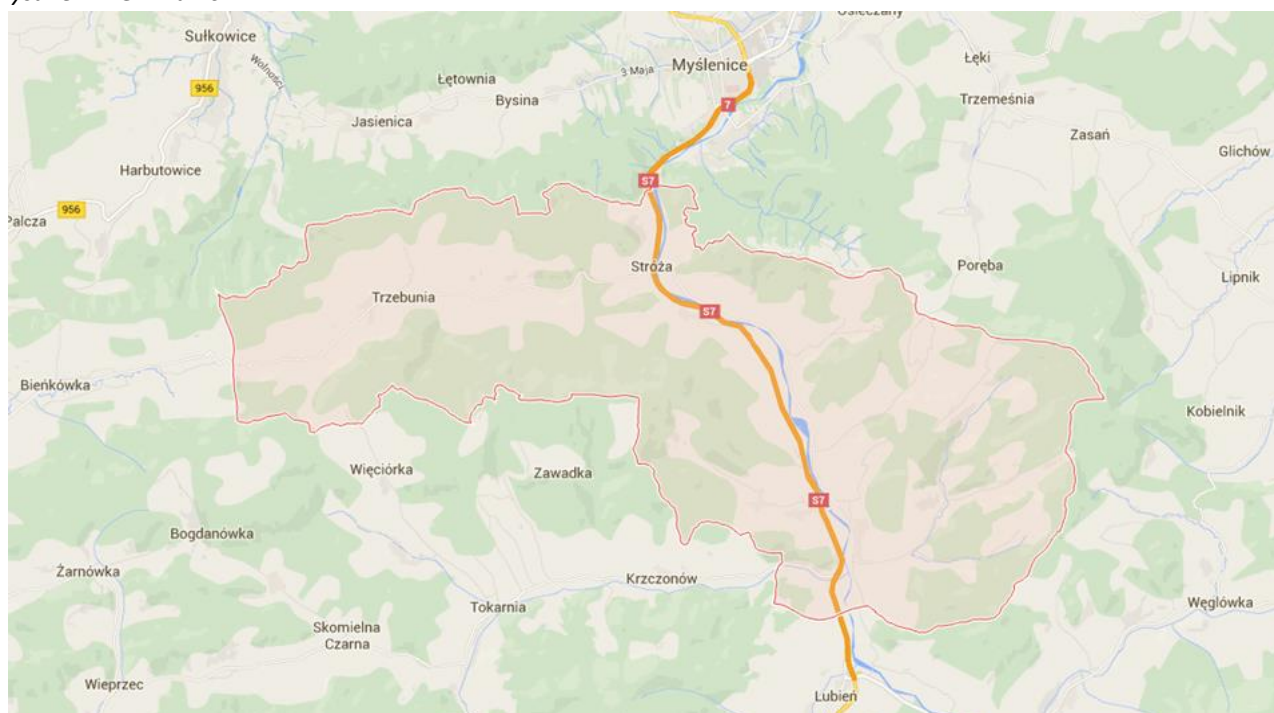 Sułkowice
Osieczany
Wolności
Myślenice
3 Maja
Łęki
956
Łętownia
Bysina
7
Trzemeśnia
Jasienica
Zasań
Glichów
Harbutowice
S7
956
Palcza
Stróża
Poręba
Lipnik
Trzebunia
S7
Bieńkówka
Kobielnik
Więciórka
Zawadka
S7
Bogdanówka
Żarnówka
Krzczonów
Tokarnia
Węglówka
Skomielna
Czarna
Wieprzec
Lubień